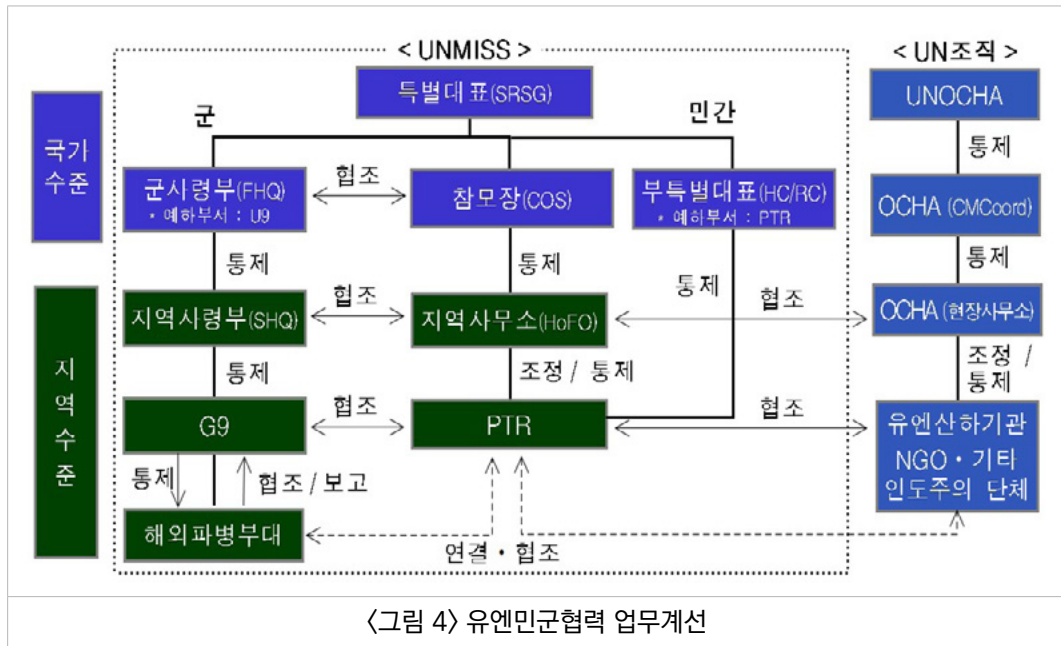 < UNMISS >
< UN조직 >
특별대표(SRSG)
UNOCHA
군
민간
통제
국가
수준
군사령부(FHQ)
* 예하부서 : U9
협조
참모장(COS)
부특별대표(HC/RC)
* 예하부서 : PTR
OCHA (CMCoord)
통제
통제
통제
통제
지역사령부(SHQ)
협조
지역사무소(HoFO)
협조
OCHA (현장사무소)
지
역
수
준
통제
조정 / 통제
조정 /
통제
G9
협조
PTR
협조
유엔산하기관
NGO·기타
인도주의 단체
통제
협조 / 보고
해외파병부대
연결·협조
〈그림 4〉 유엔민군협력 업무계선